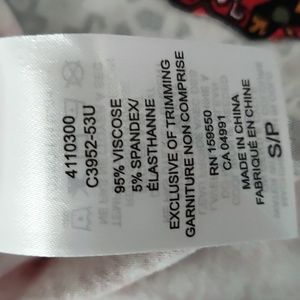 4110300
C3952-53U
95% VISCOSE
5% SPANDEX/
ÉLASTHANNE
EXCLUSIVE OF TRIMMING
GARNITURE NON COMPRISE
RN 159550
CA 04991
MADE IN CHINA
FABRIQUÉ EN CHINE
S/P